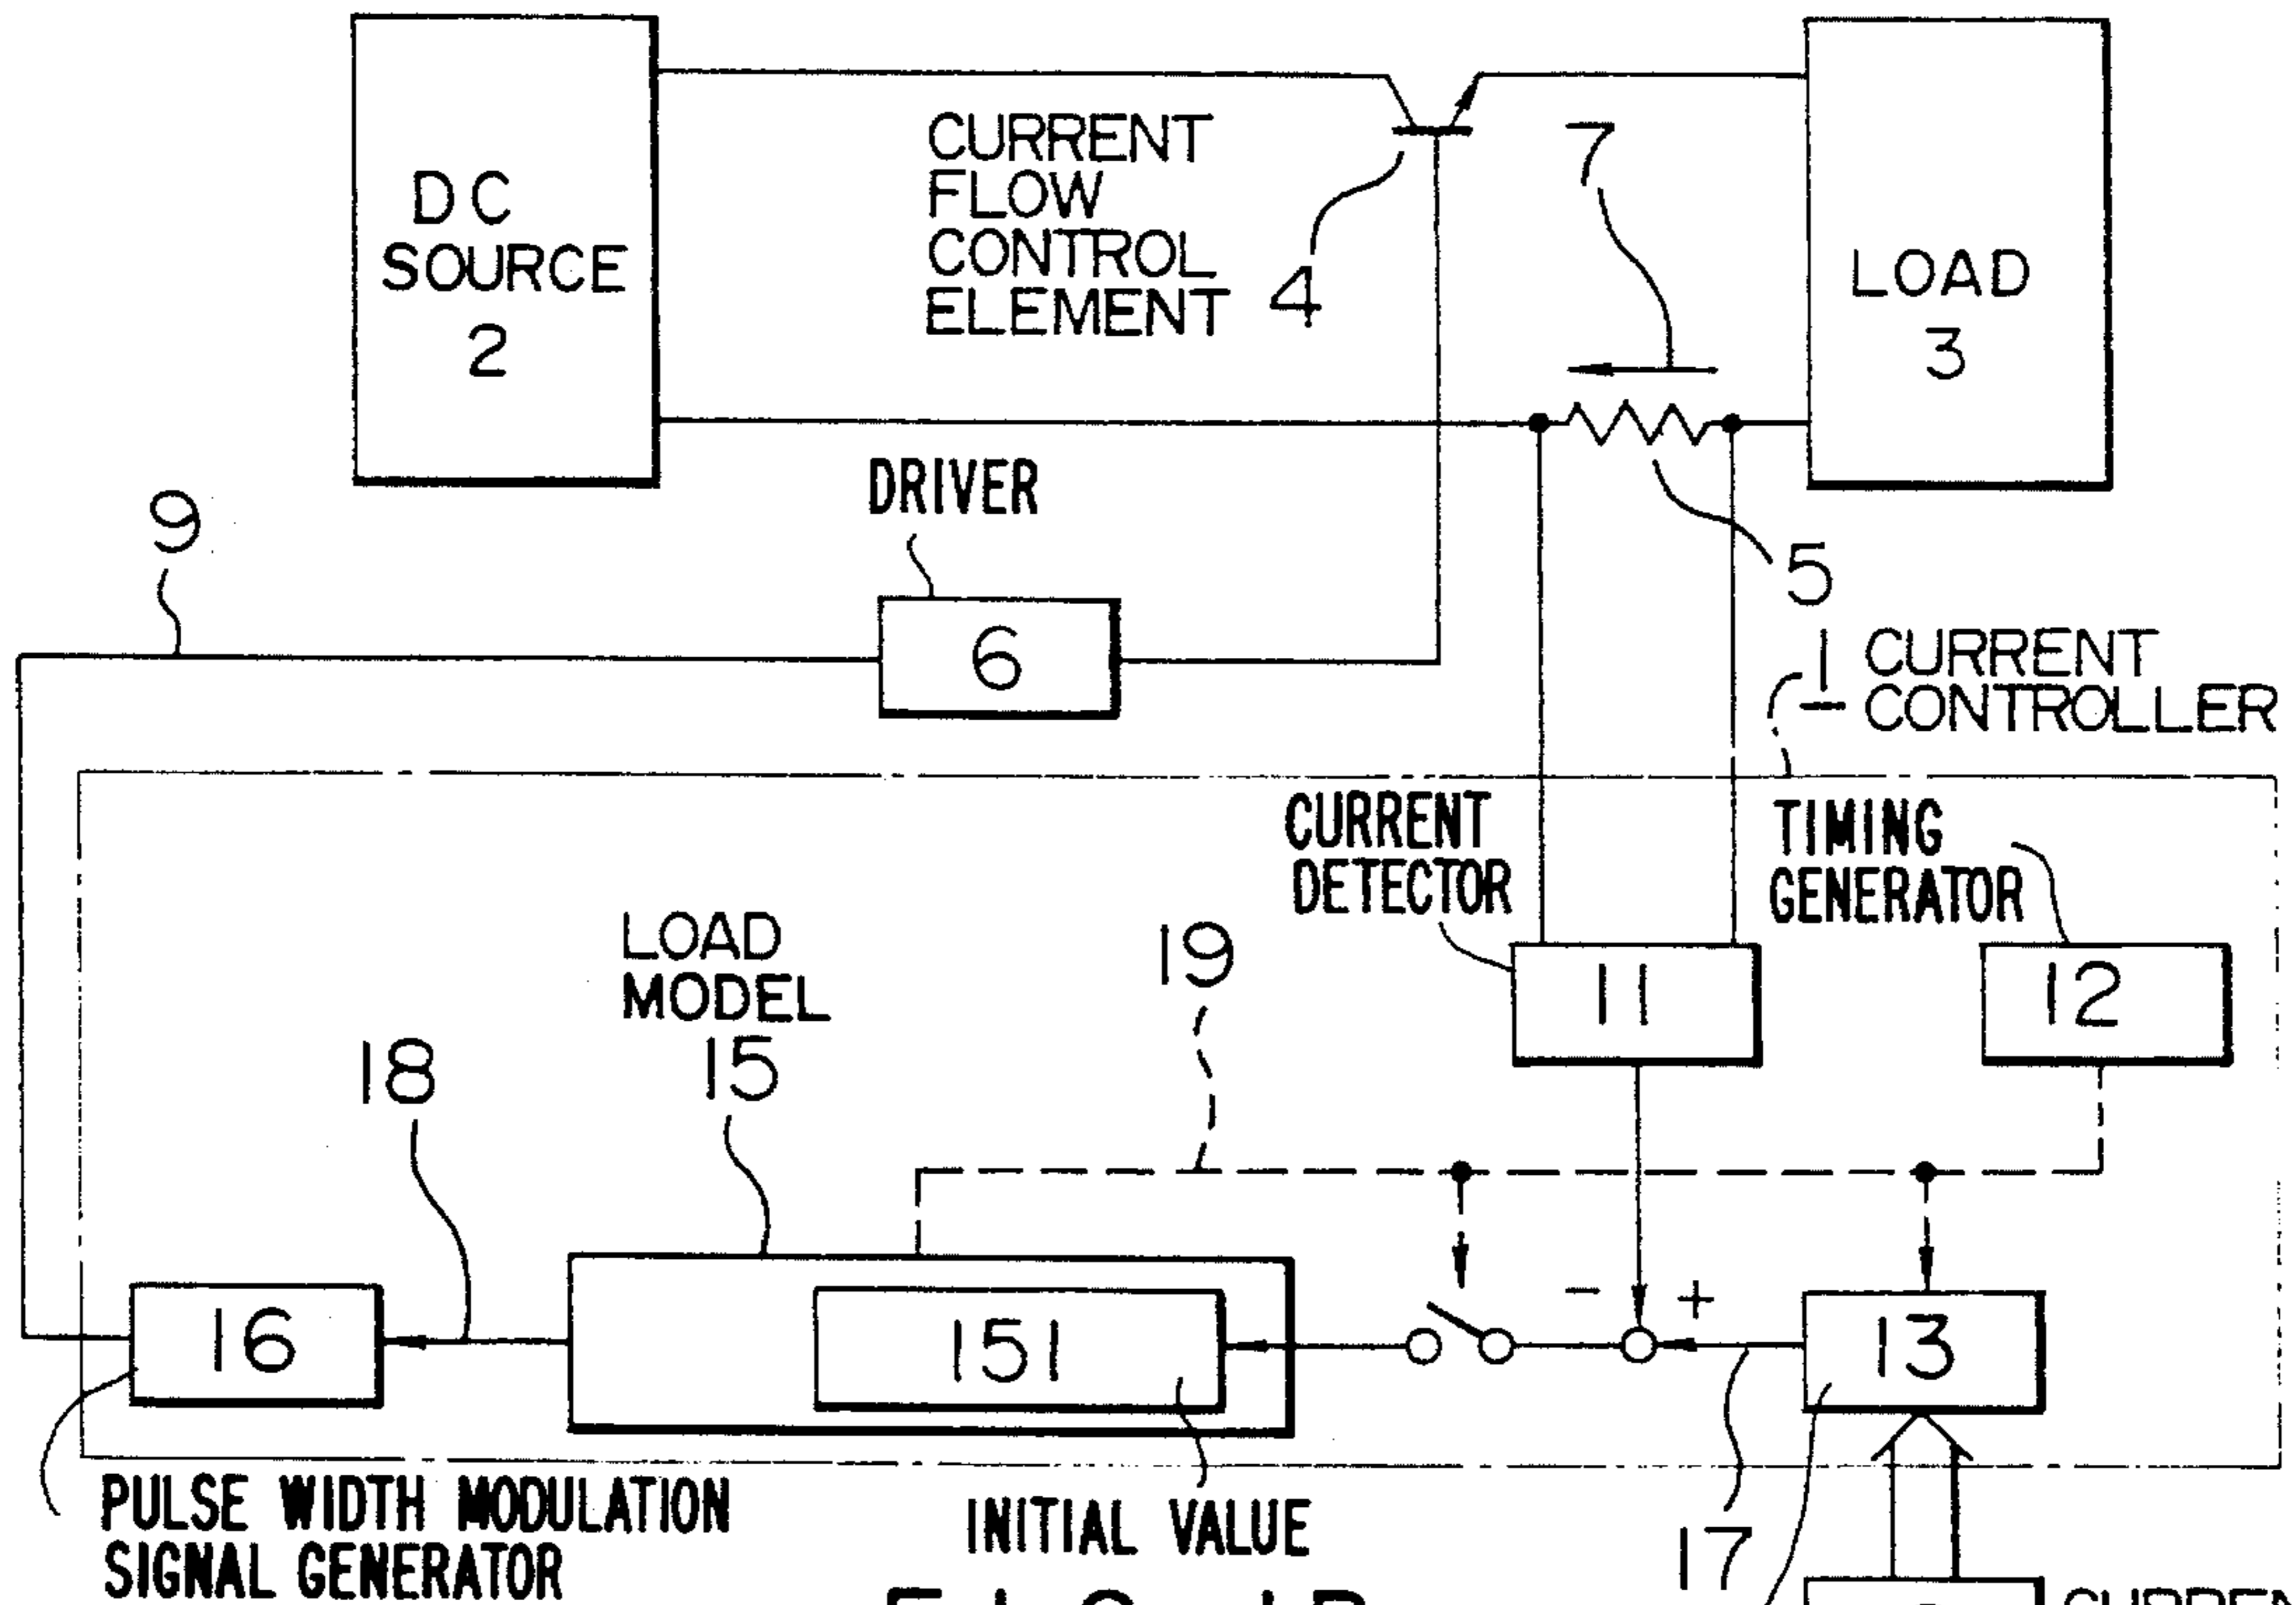 DC
SOURCE
2
CURRENT
FLOW
CONTROL
ELEMENT 4
7
LOAD
3
DRIVER
9
6
5
1 CURRENT
CONTROLLER
CURRENT
DETECTOR
TIMING
GENERATOR
LOAD
MODEL
15
19
11
12
18
16
151
-
+
13
PULSE WIDTH MODULATION
SIGNAL GENERATOR
INITIAL VALUE
17